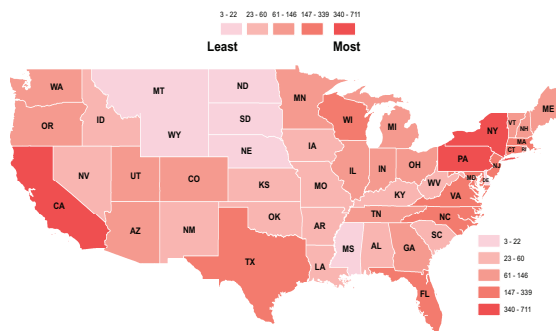 3 - 22 23 - 60 61 - 146 147 - 339 340 - 711
Least Most
WA
MT
ND
MN
ME
OR
ID
SD
WI
MI
VT
NH
NY
MA
CT
RI
WY
NE
IA
PA
NJ
NV
UT
CO
KS
MO
IL
IN
OH
WV
MD
DE
VA
KY
CA
AZ
NM
OK
AR
TN
NC
SC
TX
LA
MS
AL
GA
FL
3 - 22
23 - 60
61 - 146
147 - 339
340 - 711